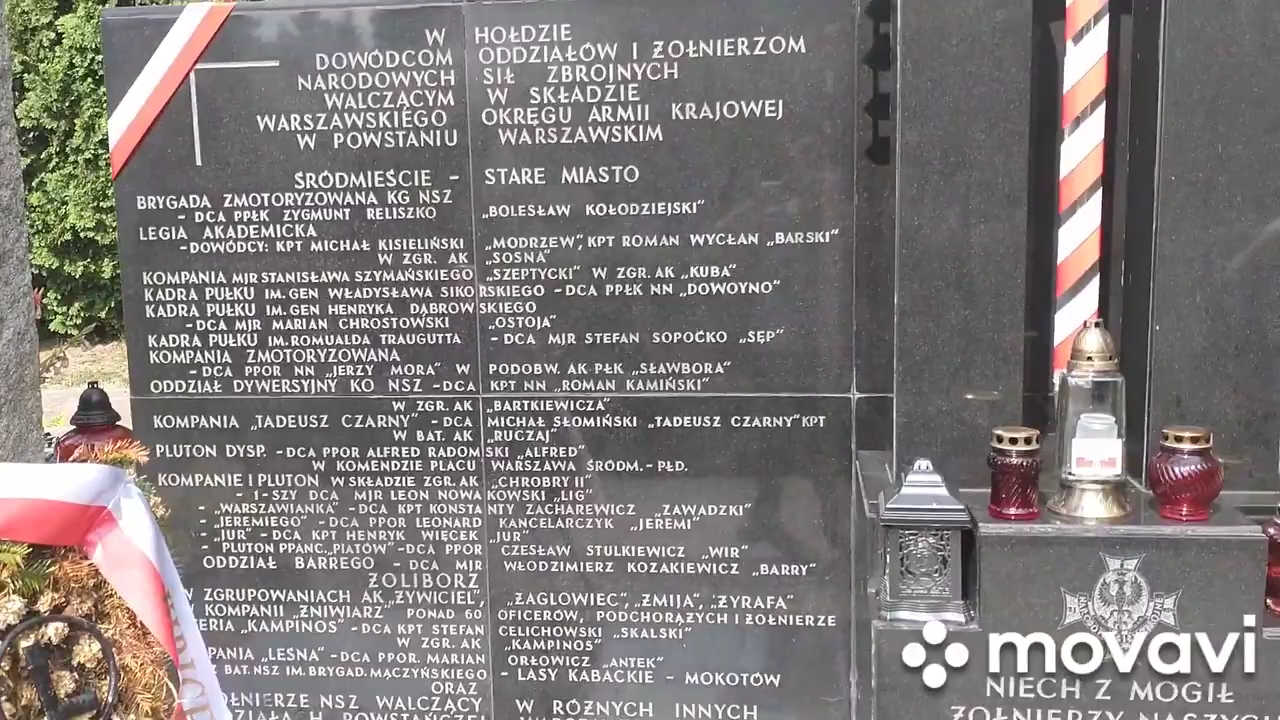 W HOŁDZIE
DOWÓDCOM ODDZIAŁÓW I ŻOŁNIERZOM
NARODOWYCH SIŁ ZBROJNYCH
WALCZĄCYM W SKŁADZIE
WARSZAWSKIEGO OKRĘGU ARMII KRAJOWEJ
W POWSTANIU WARSZAWSKIM
ŚRÓDMIEŚCIE - STARE MIASTO
BRYGADA ZMOTORYZOWANA KG NSZ
- DCA PPŁK ZYGMUNT RELISZKO „BOLESŁAW KOŁODZIEJSKI"
LEGIA AKADEMICKA
-DOWÓDCY: KPT MICHAŁ KISIELIŃSKI „MODRZEW", KPT ROMAN WYCŁAN „BARSKI"
W ZGR. AK „SOSNA"
KOMPANIA MJR STANISŁAWA SZYMAŃSKIEGO „SZEPTYCKI" W ZGR. AK „KUBA"
KADRA PUŁKU IM. GEN WŁADYSŁAWA SIKORSKIEGO - DCA PPŁK NN „DOWOYNO"
KADRA PUŁKU IM. GEN HENRYKA DĄBROWSKIEGO
-DCA MJR MARIAN CHROSTOWSKI „OSTOJA"
KADRA PUŁKU IM. ROMUALDA TRAUGUTTA - DCA MJR STEFAN SOPOĆKO „SĘP"
KOMPANIA ZMOTORYZOWANA
- DCA PPOR NN „JERZY MORA" W PODOBW. AK PŁK „SŁAWBORA"
ODDZIAŁ DYWERSYJNY KO NSZ -DCA KPT NN „ROMAN KAMIŃSKI"
W ZGR. AK „BARTKIEWICZA"
KOMPANIA „TADEUSZ CZARNY" - DCA MICHAŁ SŁOMIŃSKI „TADEUSZ CZARNY" KPT
W BAT. AK „RUCZAJ"
PLUTON DYSP. -DCA PPOR ALFRED RADOMSKI „ALFRED"
W KOMENDZIE PLACU WARSZAWA ŚRÓDM. - PŁD.
KOMPANIE I PLUTON W SKŁADZIE ZGR. AK „CHROBRY II"
- 1-SZY DCA MJR LEON NOWAKOWSKI „LIG"
- „WARSZAWIANKA" - DCA KPT KONSTANTY ZACHAREWICZ „ZAWADZKI"
- „JEREMIEGO" -DCA PPOR LEONARD KANCELARCZYK „JEREMI"
- „JUR" - DCA KPT HENRYK WIĘCEK „JUR"
- PLUTON PPANC. „PIATÓW" -DCA PPOR CZESŁAW STULKIEWICZ „WIR"
ODDZIAŁ BARREGO - DCA MJR WŁODZIMIERZ KOZAKIEWICZ „BARRY"
ŻOLIBORZ
W ZGRUPOWANIACH AK „ŻYWICIEL", „ŻAGLOWIEC", „ŻMIJA", „ŻYRAFA"
KOMPANII „ŻNIWIARZ" PONAD 60 OFICERÓW, PODCHORĄŻYCH I ŻOŁNIERZE
„KAMPINOS" -DCA KPT STEFAN CELICHOWSKI „SKALSKI"
W ZGR. AK „KAMPINOS"
„LEŚNA" -DCA PPOR. MARIAN ORŁOWICZ „ANTEK"
BAT. NSZ IM. BRYGAD. MĄCZYŃSKIEGO - LASY KABACKIE - MOKOTÓW
ORAZ
NSZ WALCZĄCY W RÓŻNYCH INNYCH
movavi
NIECH Z MOGIŁ
ŻOŁNIERZY NASZYCH